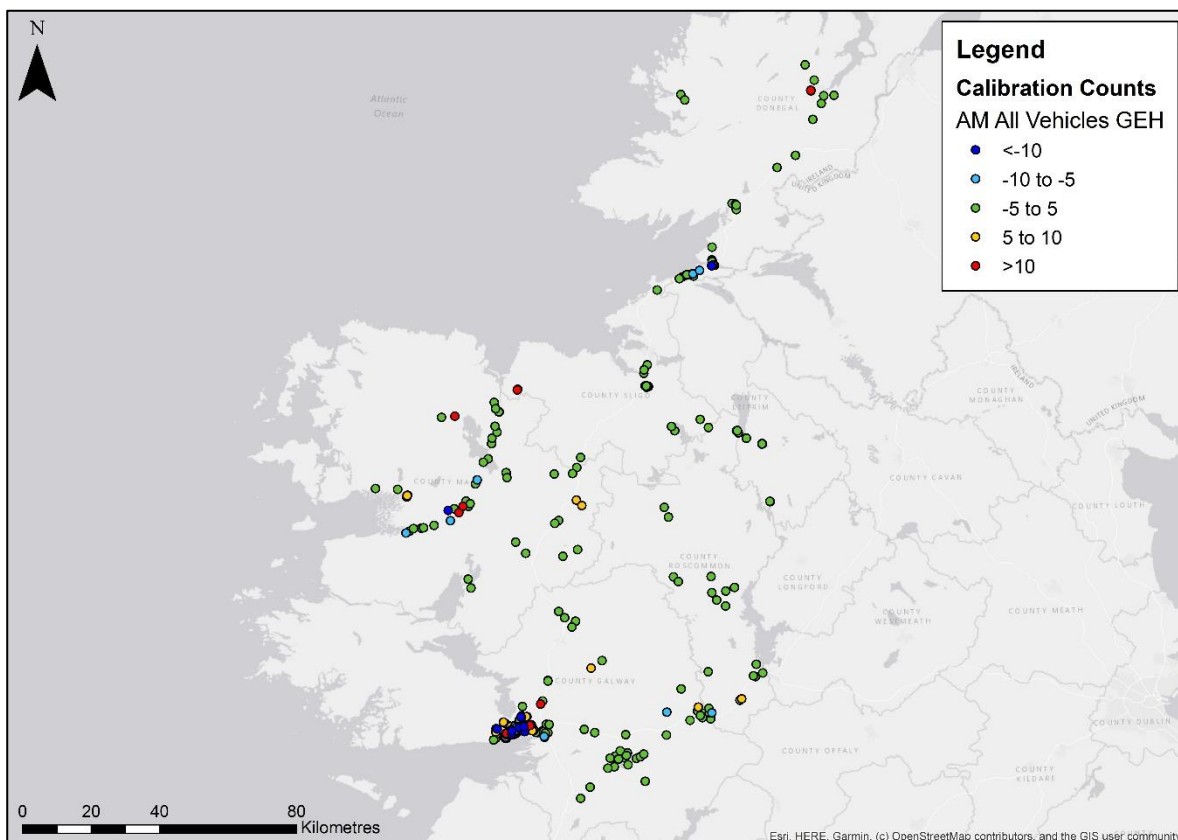 N
Legend
Calibration Counts
AM All Vehicles GEH
<-10
-10 to -5
-5 to 5
5 to 10
>10
Atlantic
Ocean
COUNTY
DONEGAL
IRELAND
UNITED KINGDOM
COUNTY SLIGO
COUNTY
IRELAND
UNITED KINGDOM
COUNTY
MONAGHAN
COUNTY CAVAN
COUNTY LOUTH
COUNTY
ROSCOMMON
COUNTY
LONGFORD
COUNTY
WESTMEATH
COUNTY MEATH
COUNTY GALWAY
COUNTY DUBLIN
COUNTY OFFALY
COUNTY
KILDARE
0 20 40 80
Kilometres
Esri, HERE, Garmin, (c) OpenStreetMap contributors, and the GIS user community